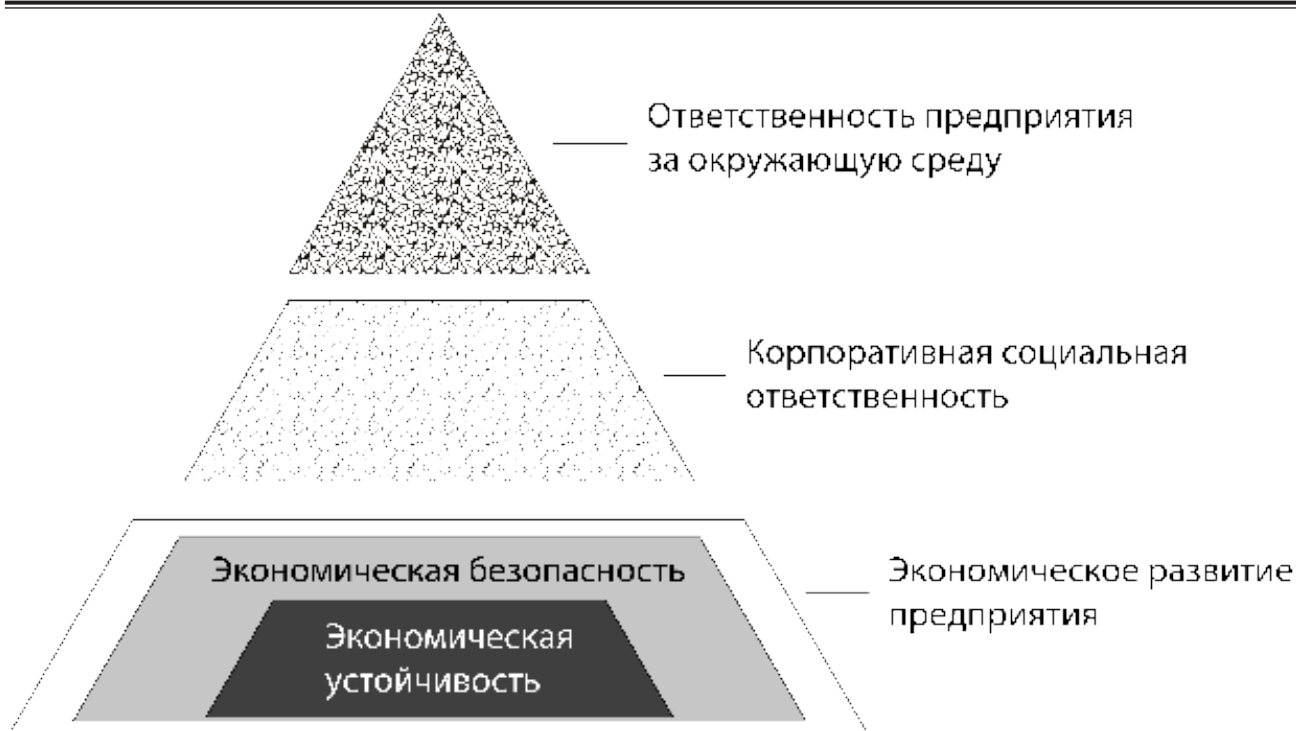 Ответственность предприятия
за окружающую среду
Корпоративная социальная
ответственность
Экономическая безопасность
Экономическая
устойчивость
Экономическое развитие
предприятия